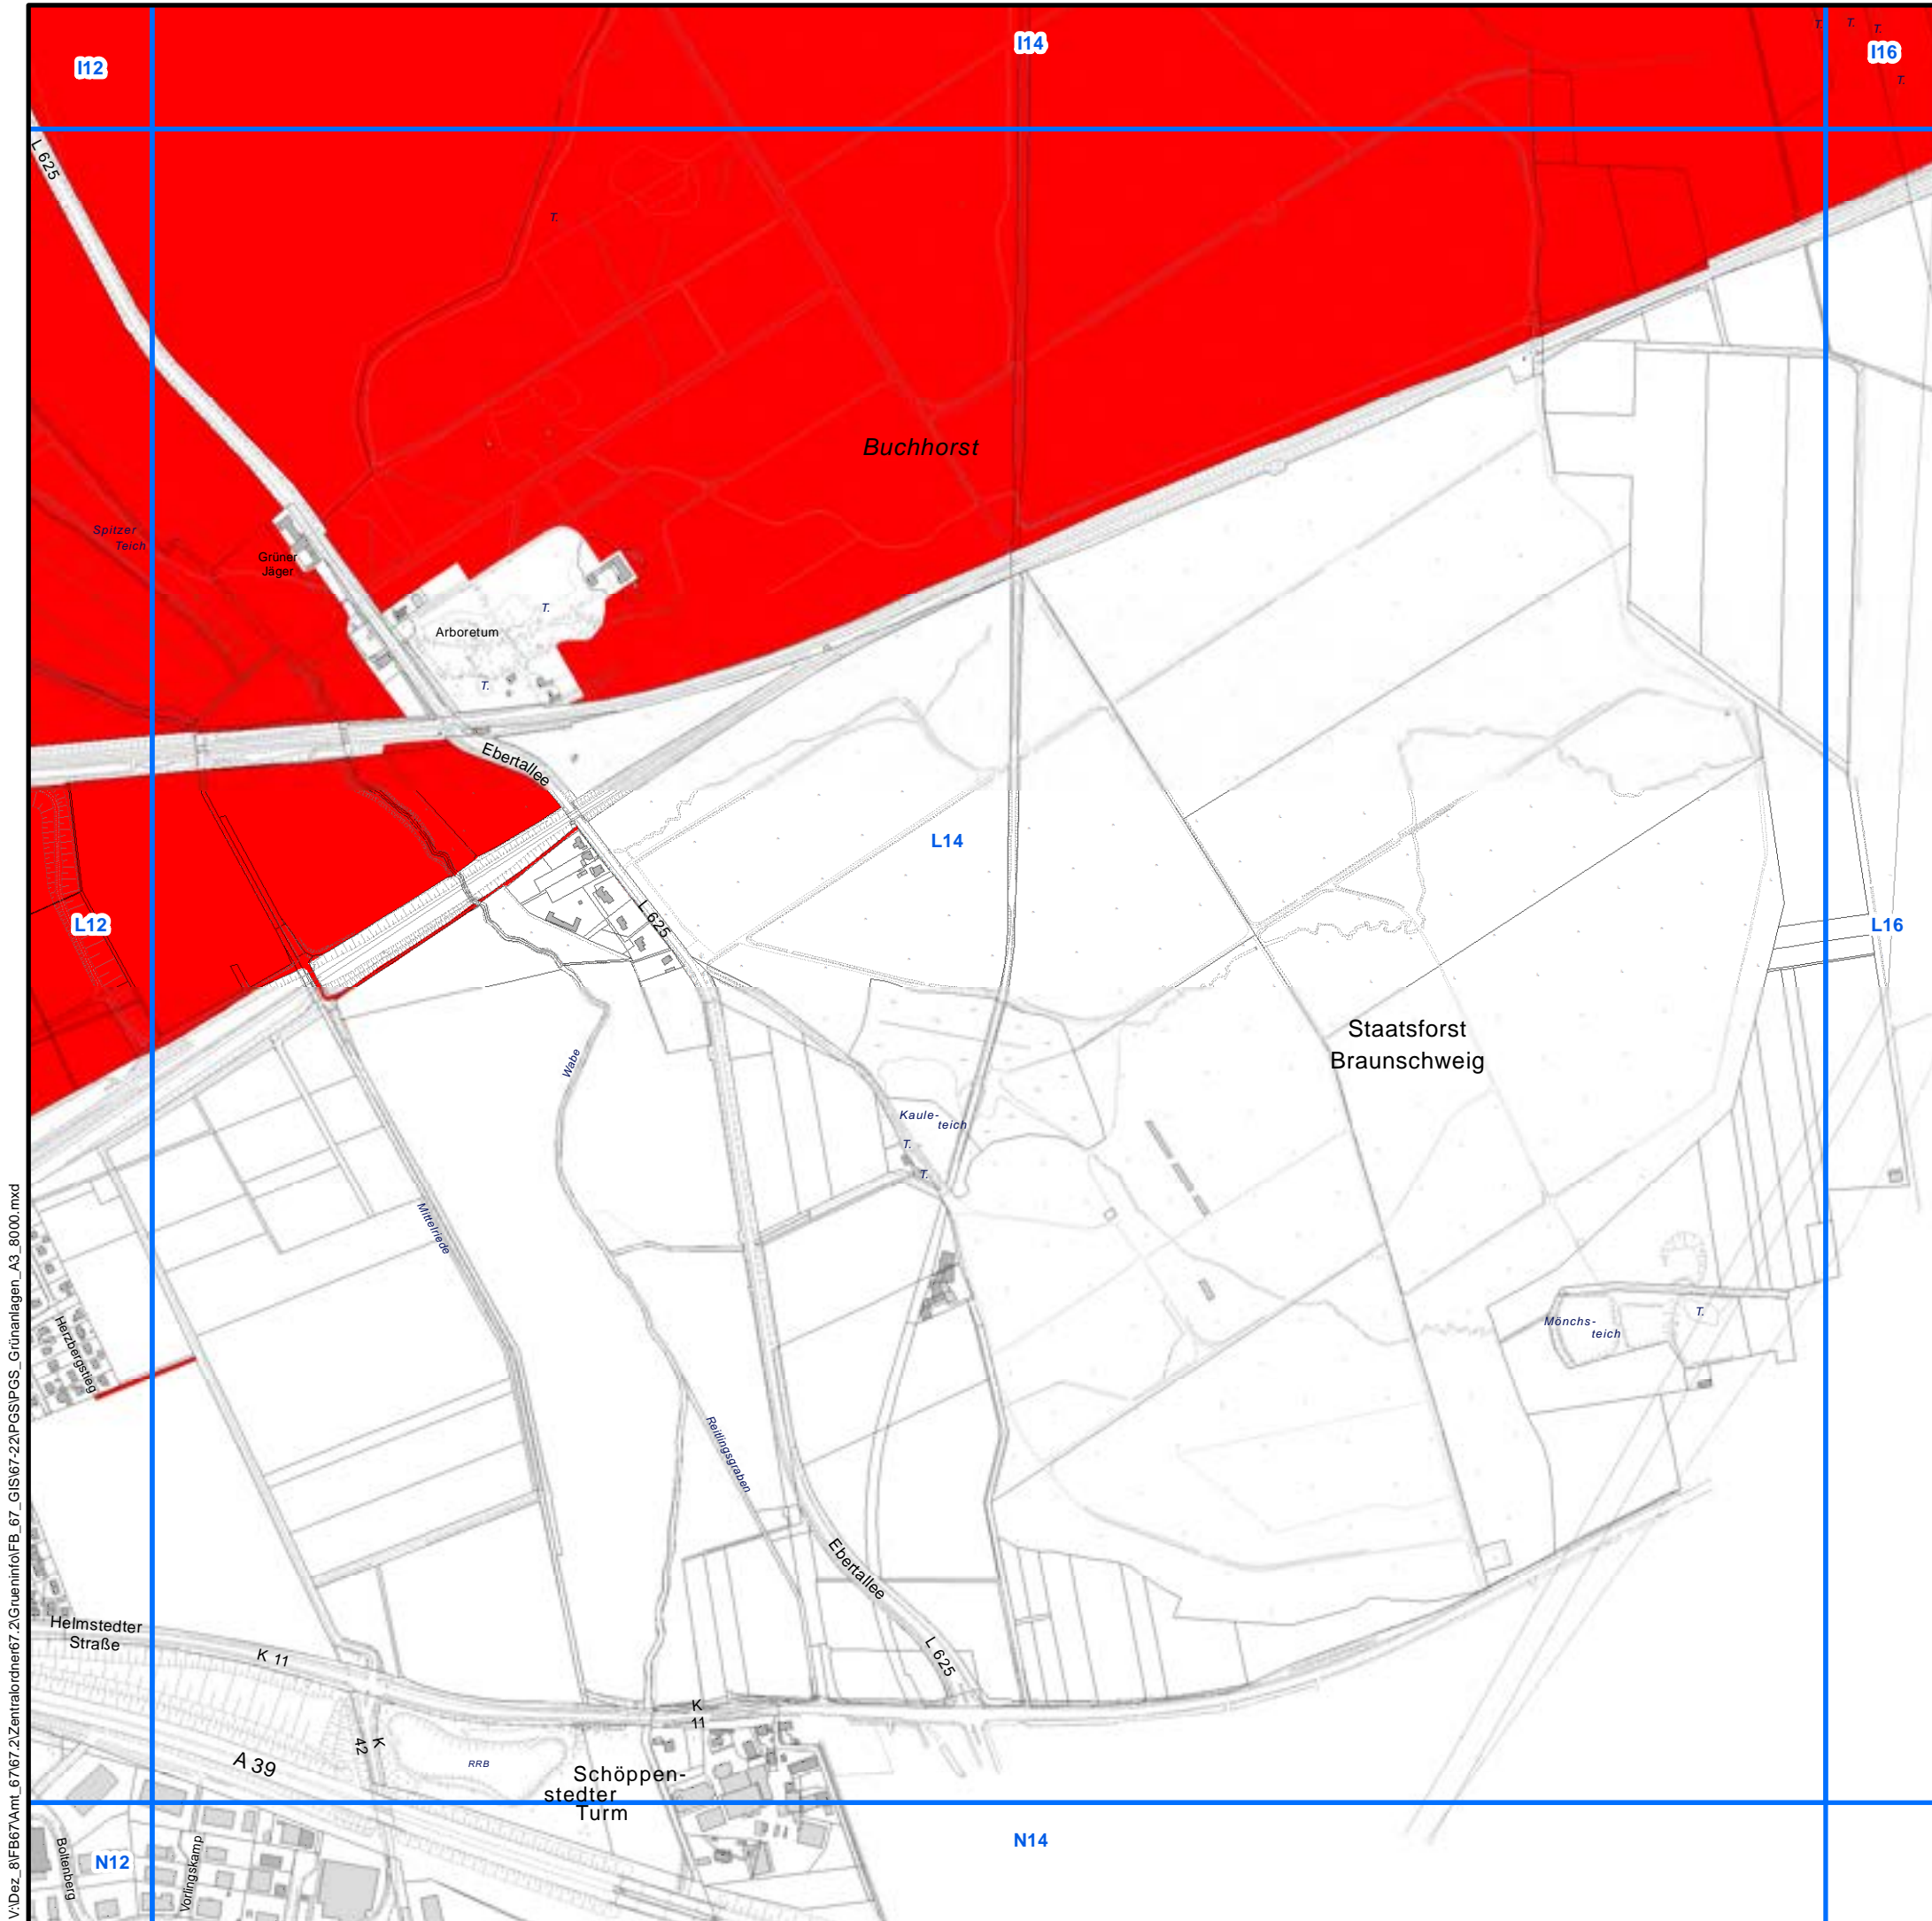 I12
I14
I16
T.
T.
T.
T.
L 625
T.
Buchhorst
Spitzer
Teich
Grüner
Jäger
T.
Arboretum
T.
Ebertallee
L14
L12
L 625
L16
Staatsforst
Braunschweig
Wabe
Kaule-
teich
T.
T.
Mittelriede
Herzbergstieg
Mönchs-
teich
T.
Reitlingsgraben
Ebertallee
Helmstedter
Straße
K 11
L 625
K
11
K
42
A 39
RRB
Schöppen-
stedter
Turm
N12
N14
Boltenberg
Vorlingskamp
V:\Dez_8\FB67\Amt_67\67.2\Zentralordner67.2\Grueninfo\FB_67_GIS\67-22\PGS\PGS_Grünanlagen_A3_8000.mxd